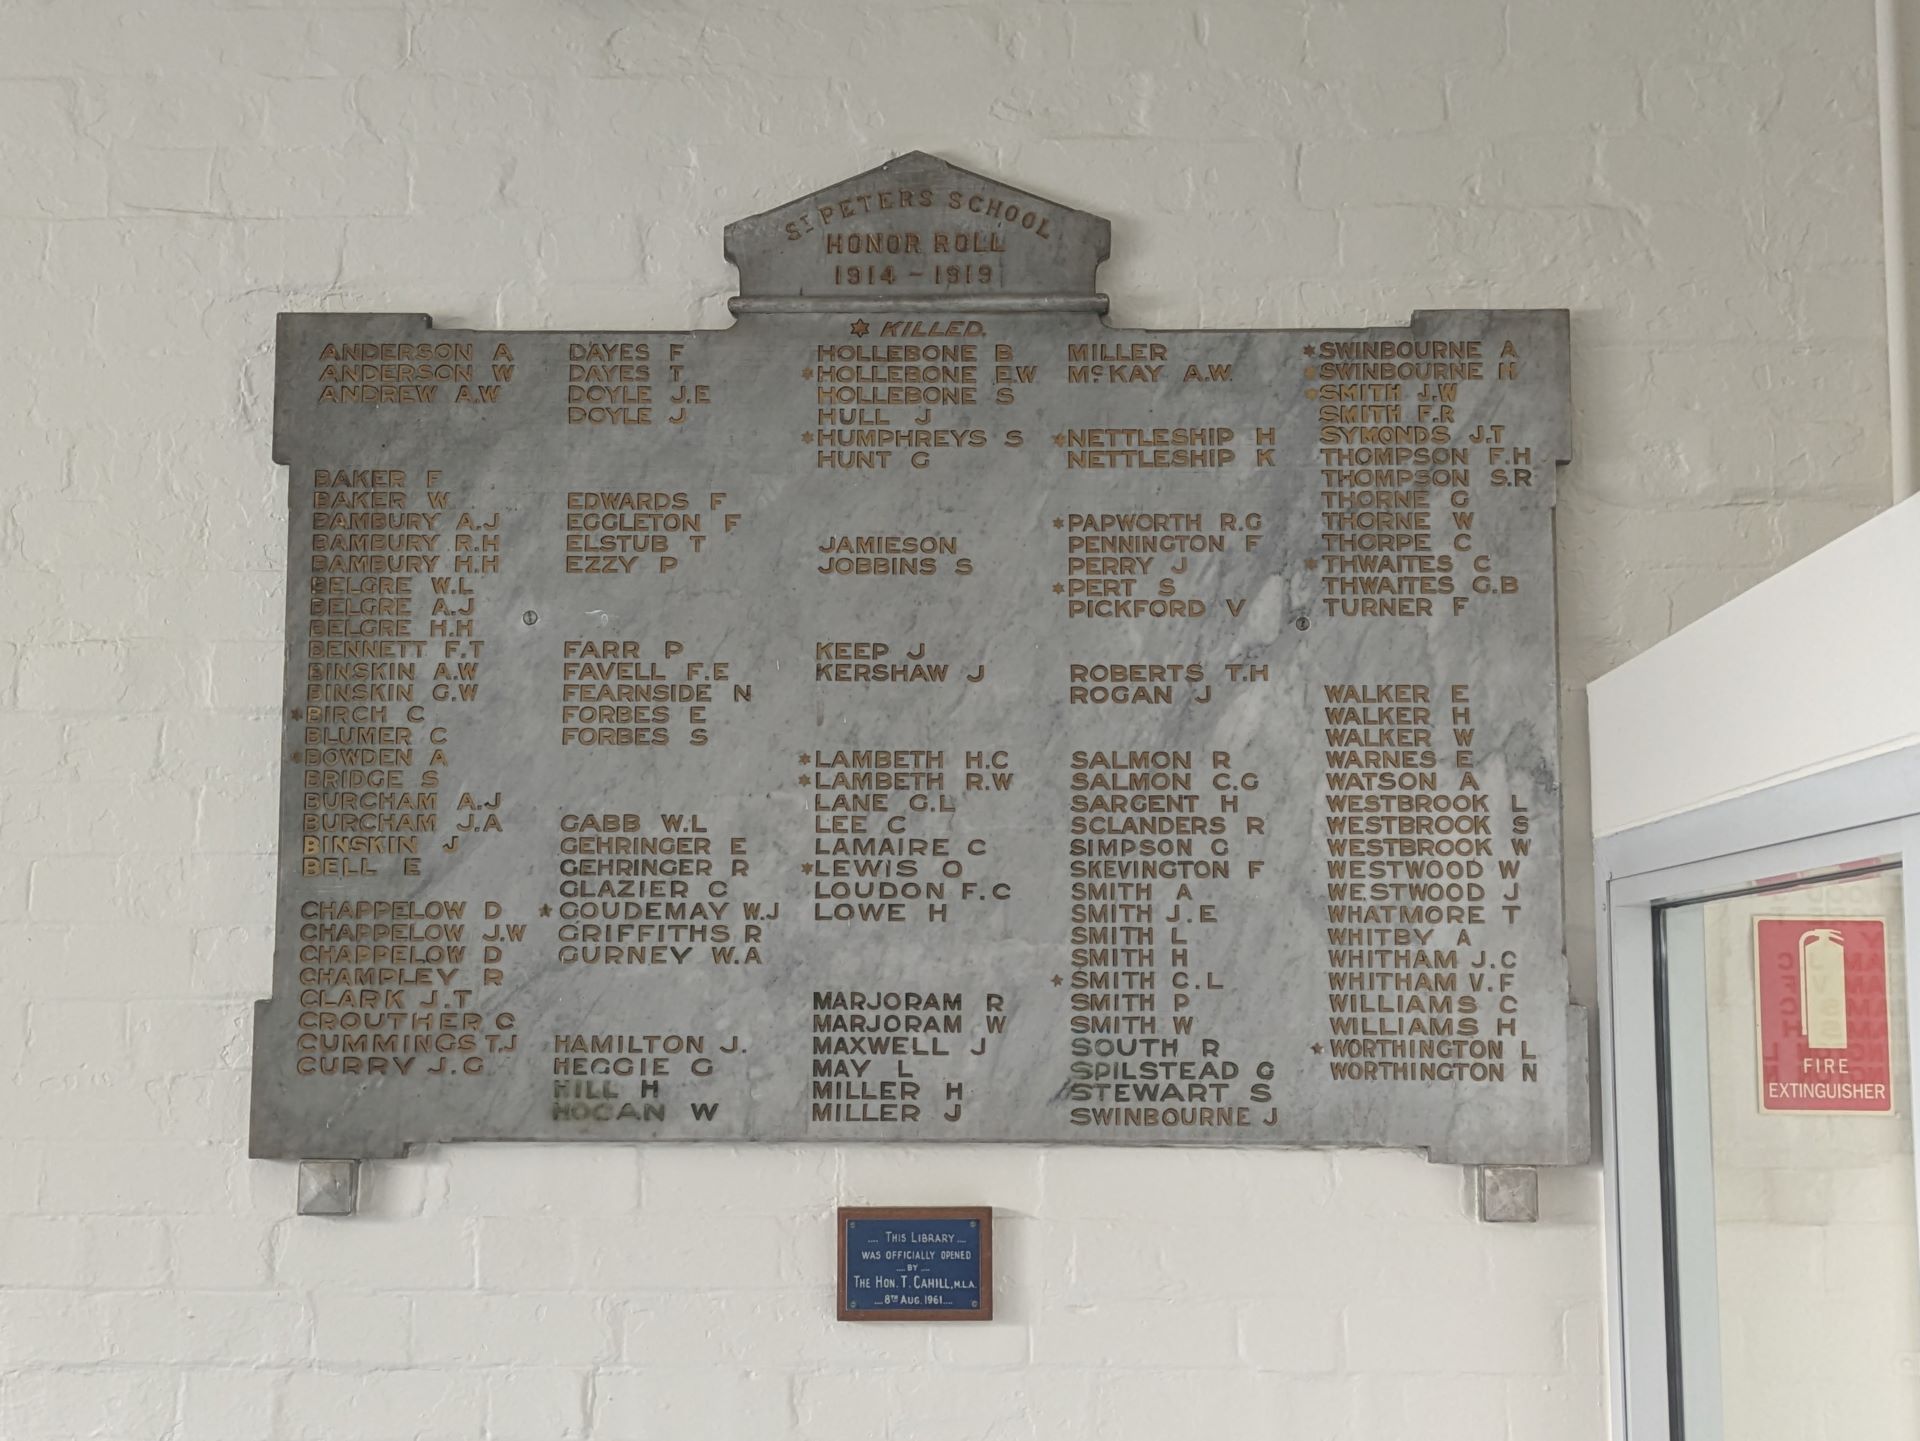 ST PETERS SCHOOL
HONOR ROLL
1914 - 1919
* KILLED.
ANDERSON A
ANDERSON W
ANDREW A.W
BAKER F
BAKER W
BAMBURY A.J
BAMBURY R.H
BAMBURY H.H
BELGRE W.L
BELGRE A.J
BELGRE H.H
BENNETT F.T
BINSKIN A.W
BINSKIN G.W
*BIRCH C
BLUMER C
*BOWDEN A
BRIDGE S
BURCHAM A.J
BURCHAM J.A
BINSKIN J
BELL E
CHAPPELOW D
CHAPPELOW J.W
CHAPPELOW D
CHAMPLEY R
CLARK J.T
CROUTHER C
CUMMINGS T.J
CURRY J.G
DAYES F
DAYES T
DOYLE J.E
DOYLE J
EDWARDS F
EGGLETON F
ELSTUB T
EZZY P
FARR P
FAVELL F.E
FEARNSIDE N
FORBES E
FORBES S
GABB W.L
GEHRINGER E
GEHRINGER R
GLAZIER C
*GOUDEMAY W.J
GRIFFITHS R
GURNEY W.A
HAMILTON J.
HEGGIE G
HILL H
HOGAN W
HOLLEBONE B
*HOLLEBONE E.W
HOLLEBONE S
HULL J
*HUMPHREYS S
HUNT G
JAMIESON
JOBBINS S
KEEP J
KERSHAW J
*LAMBETH H.C
*LAMBETH R.W
LANE G.L
LEE C
LAMAIRE C
*LEWIS O
LOUDON F.C
LOWE H
MARJORAM R
MARJORAM W
MAXWELL J
MAY L
MILLER H
MILLER J
MILLER
McKAY A.W.
*NETTLESHIP H
NETTLESHIP K
*PAPWORTH R.G
PENNINGTON F
PERRY J
*PERT S
PICKFORD V
ROBERTS T.H
ROGAN J
SALMON R
SALMON C.G
SARGENT H
SCLANDERS R
SIMPSON G
SKEVINGTON F
SMITH A
SMITH J.E
SMITH L
SMITH H
*SMITH C.L
SMITH P
SMITH W
SOUTH R
SPILSTEAD G
STEWART S
SWINBOURNE J
*SWINBOURNE A
*SWINBOURNE H
*SMITH J.W
SMITH F.R
SYMONDS J.T
THOMPSON F.H
THOMPSON S.R
THORNE G
THORNE W
THORPE C
*THWAITES C
THWAITES G.B
TURNER F
WALKER E
WALKER H
WALKER W
WARNES E
WATSON A
WESTBROOK L
WESTBROOK S
WESTBROOK W
WESTWOOD W
WESTWOOD J
WHATMORE T
WHITBY A
WHITHAM J.C
WHITHAM V.F
WILLIAMS C
WILLIAMS H
*WORTHINGTON L
WORTHINGTON N
.... THIS LIBRARY ....
WAS OFFICIALLY OPENED
.... BY ....
THE HON. T. CAHILL, M.L.A.
.... 8TH AUG. 1961 ....
FIRE
EXTINGUISHER